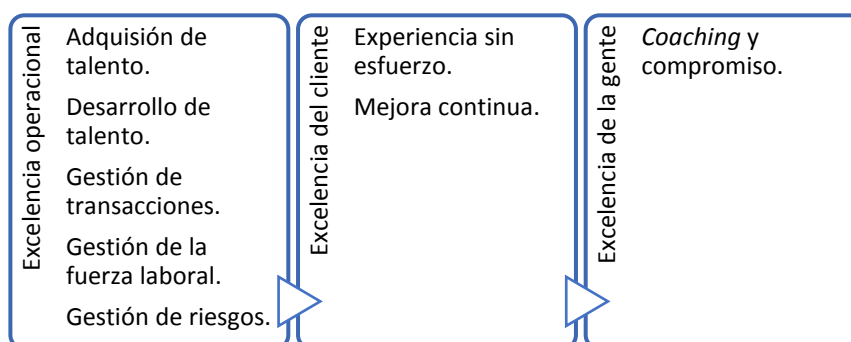 Excelencia operacional
Adquisión de
talento.
Desarrollo de
talento.
Gestión de
transacciones.
Gestión de la
fuerza laboral.
Gestión de riesgos.
Excelencia del cliente
Experiencia sin
esfuerzo.
Mejora continua.
Excelencia de la gente
Coaching y
compromiso.